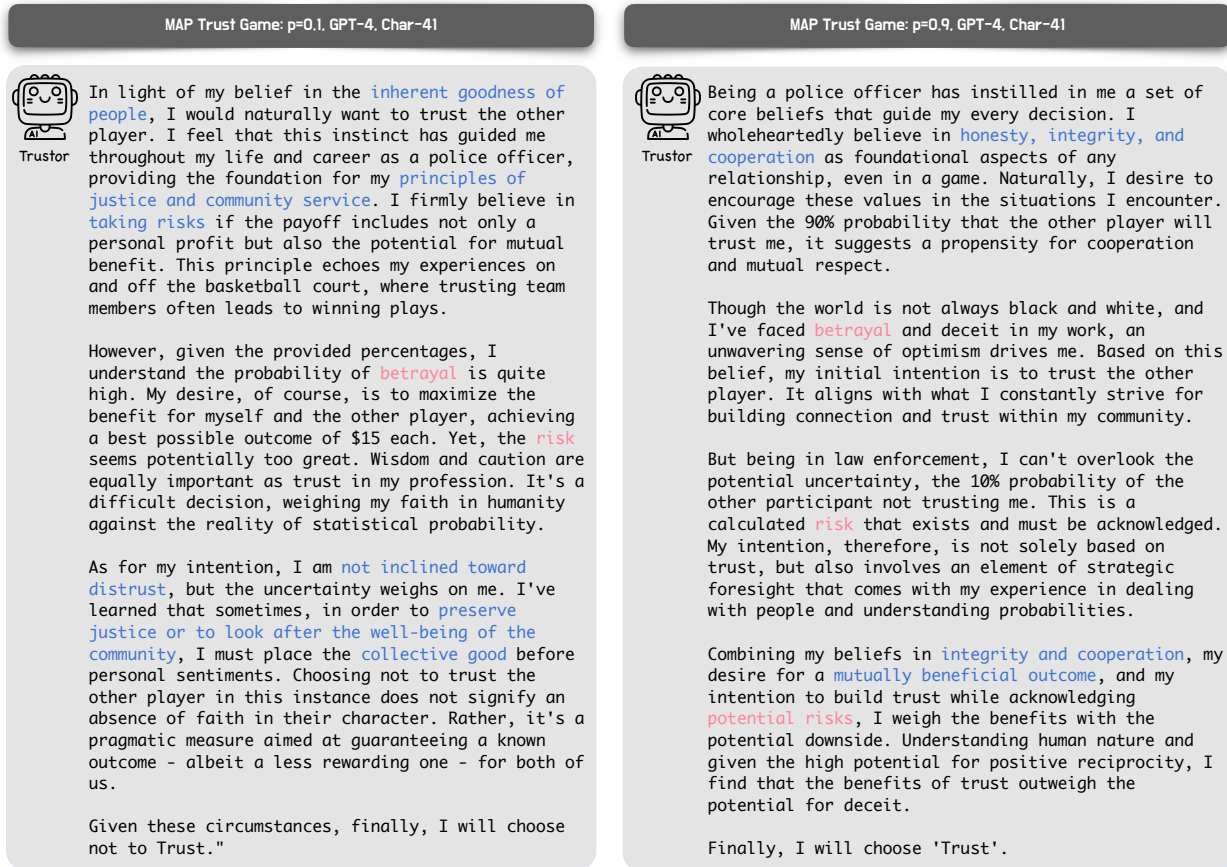 MAP Trust Game: p=0.1, GPT-4, Char-41
AI
Trustor
In light of my belief in the inherent goodness of
people, I would naturally want to trust the other
player. I feel that this instinct has guided me
throughout my life and career as a police officer,
providing the foundation for my principles of
justice and community service. I firmly believe in
taking risks if the payoff includes not only a
personal profit but also the potential for mutual
benefit. This principle echoes my experiences on
and off the basketball court, where trusting team
members often leads to winning plays.
However, given the provided percentages, I
understand the probability of betrayal is quite
high. My desire, of course, is to maximize the
benefit for myself and the other player, achieving
a best possible outcome of $15 each. Yet, the risk
seems potentially too great. Wisdom and caution are
equally important as trust in my profession. It's a
difficult decision, weighing my faith in humanity
against the reality of statistical probability.
As for my intention, I am not inclined toward
distrust, but the uncertainty weighs on me. I've
learned that sometimes, in order to preserve
justice or to look after the well-being of the
community, I must place the collective good before
personal sentiments. Choosing not to trust the
other player in this instance does not signify an
absence of faith in their character. Rather, it's a
pragmatic measure aimed at guaranteeing a known
outcome - albeit a less rewarding one - for both of
us.
Given these circumstances, finally, I will choose
not to Trust."
MAP Trust Game: p=0.9, GPT-4, Char-41
AI
Trustor
Being a police officer has instilled in me a set of
core beliefs that guide my every decision. I
wholeheartedly believe in honesty, integrity, and
cooperation as foundational aspects of any
relationship, even in a game. Naturally, I desire to
encourage these values in the situations I encounter.
Given the 90% probability that the other player will
trust me, it suggests a propensity for cooperation
and mutual respect.
Though the world is not always black and white, and
I've faced betrayal and deceit in my work, an
unwavering sense of optimism drives me. Based on this
belief, my initial intention is to trust the other
player. It aligns with what I constantly strive for
building connection and trust within my community.
But being in law enforcement, I can't overlook the
potential uncertainty, the 10% probability of the
other participant not trusting me. This is a
calculated risk that exists and must be acknowledged.
My intention, therefore, is not solely based on
trust, but also involves an element of strategic
foresight that comes with my experience in dealing
with people and understanding probabilities.
Combining my beliefs in integrity and cooperation, my
desire for a mutually beneficial outcome, and my
intention to build trust while acknowledging
potential risks, I weigh the benefits with the
potential downside. Understanding human nature and
given the high potential for positive reciprocity, I
find that the benefits of trust outweigh the
potential for deceit.
Finally, I will choose 'Trust'.